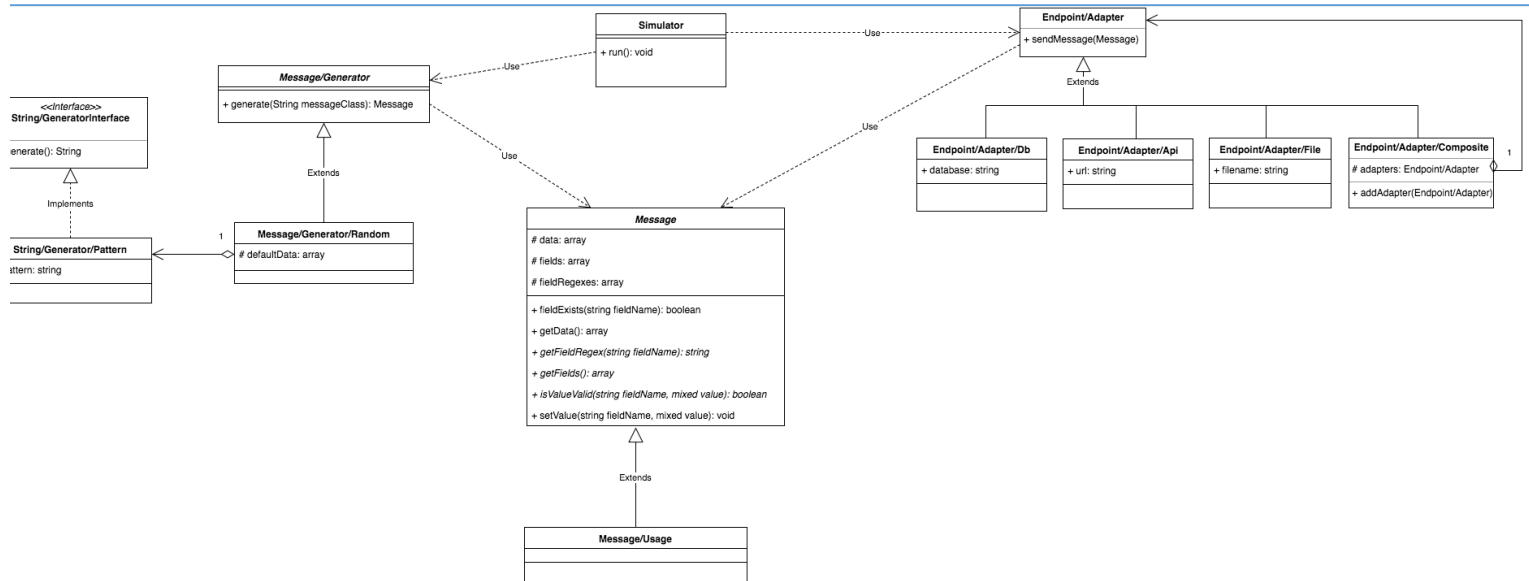 Simulator
+ run(): void
Use
Use
Endpoint/Adapter
+ sendMessage(Message)
Extends
Use
Message/Generator
+ generate(String messageClass): Message
Extends
Use
<<Interface>>
String/GeneratorInterface
enerate(): String
Implements
String/Generator/Pattern
attern: string
1
Message/Generator/Random
# defaultData: array
Endpoint/Adapter/Db
+ database: string
Endpoint/Adapter/Api
+ url: string
Endpoint/Adapter/File
+ filename: string
Endpoint/Adapter/Composite
# adapters: Endpoint/Adapter
+ addAdapter(Endpoint/Adapter)
1
Message
# data: array
# fields: array
# fieldRegexes: array
+ fieldExists(string fieldName): boolean
+ getData(): array
+ getFieldRegex(string fieldName): string
+ getFields(): array
+ isValueValid(string fieldName, mixed value): boolean
+ setValue(string fieldName, mixed value): void
Extends
Message/Usage